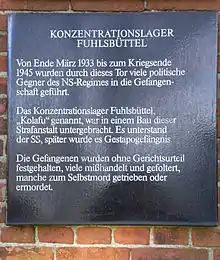 KONZENTRATIONSLAGER
FUHLSBÜTTEL
Von Ende März 1933 bis zum Kriegsende
1945 wurden durch dieses Tor viele politische
Gegner des NS-Regimes in die Gefangen-
schaft geführt.
Das Konzentrationslager Fuhlsbüttel,
„Kolafu" genannt, war in einem Bau dieser
Strafanstalt untergebracht. Es unterstand
der SS, später wurde es Gestapogefängnis
Die Gefangenen wurden ohne Gerichtsurteil
festgehalten, viele mißhandelt und gefoltert,
manche zum Selbstmord getrieben oder
ermordet.